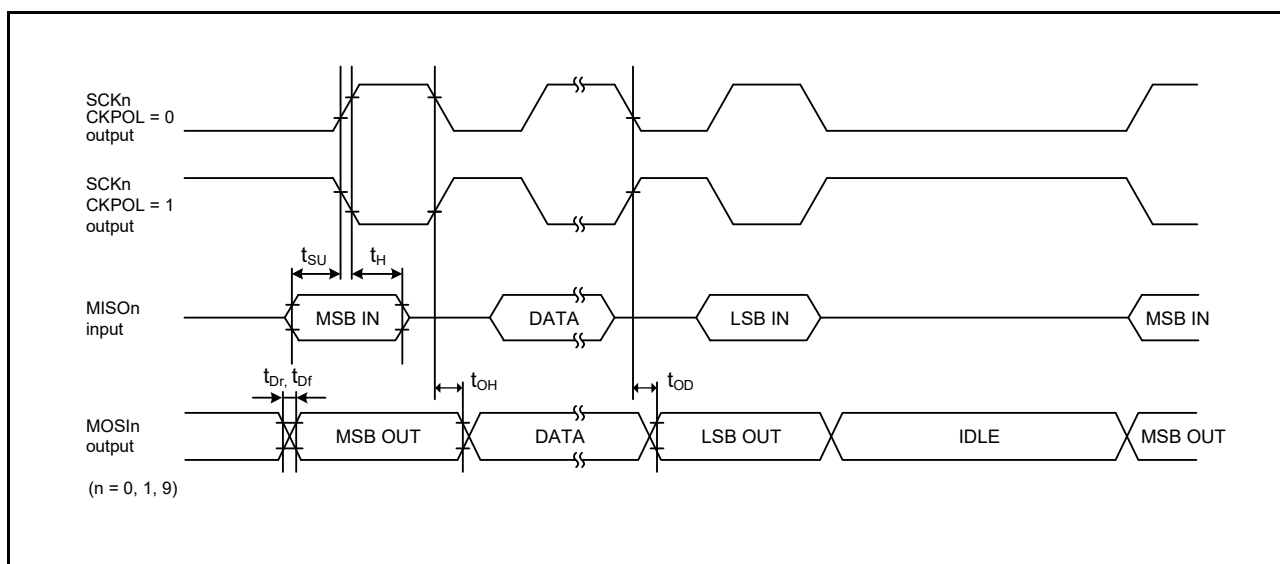 SCKn
CKPOL = 0
output
SCKn
CKPOL = 1
output
tSU
tH
MISOn
input
MSB IN
DATA
LSB IN
MSB IN
tDr, tDf
tOH
tOD
MOSIn
output
MSB OUT
DATA
LSB OUT
IDLE
MSB OUT
(n = 0, 1, 9)